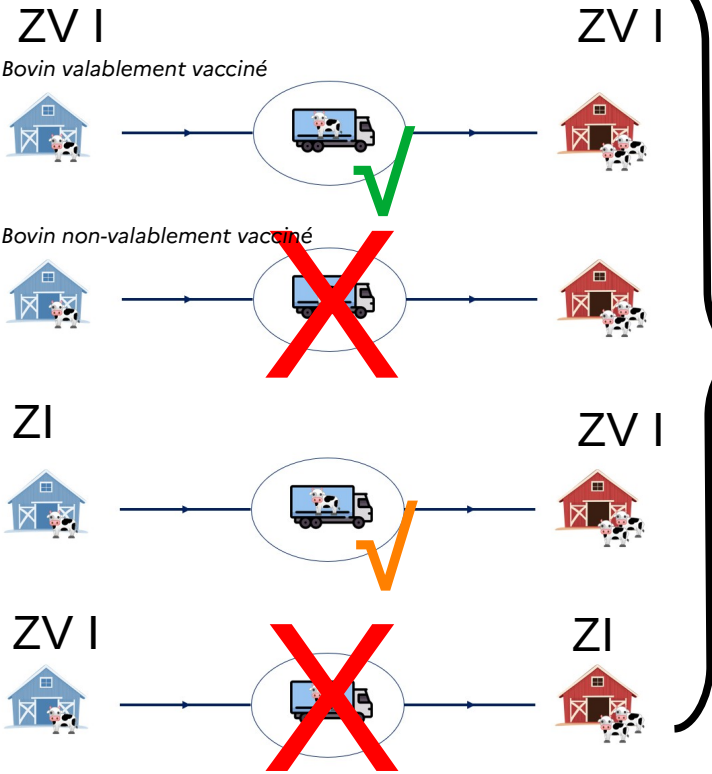 ZV I ZV I
Bovin valablement vacciné
Bovin non-valablement vacciné
ZI ZV I
ZV I ZI